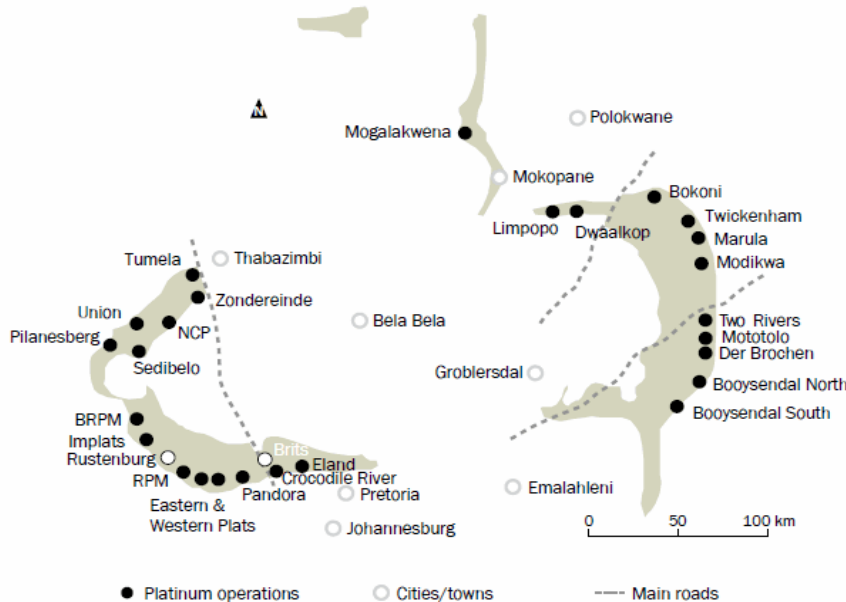 N
Polokwane
Mogalakwena
Mokopane
Bokoni
Limpopo
Dwaalkop
Twickenham
Marula
Modikwa
Tumela
Thabazimbi
Zondereinde
Union
NCP
Bela Bela
Pilanesberg
Sedibelo
Two Rivers
Mototolo
Der Brochen
Groblersdal
Booysendal North
Booysendal South
BRPM
Implats
Rustenburg
Brits
RPM
Eland
Crocodile River
Pandora
Pretoria
Eastern &
Western Plats
Emalahleni
Johannesburg
0 50 100 km
Platinum operations
Cities/towns
Main roads